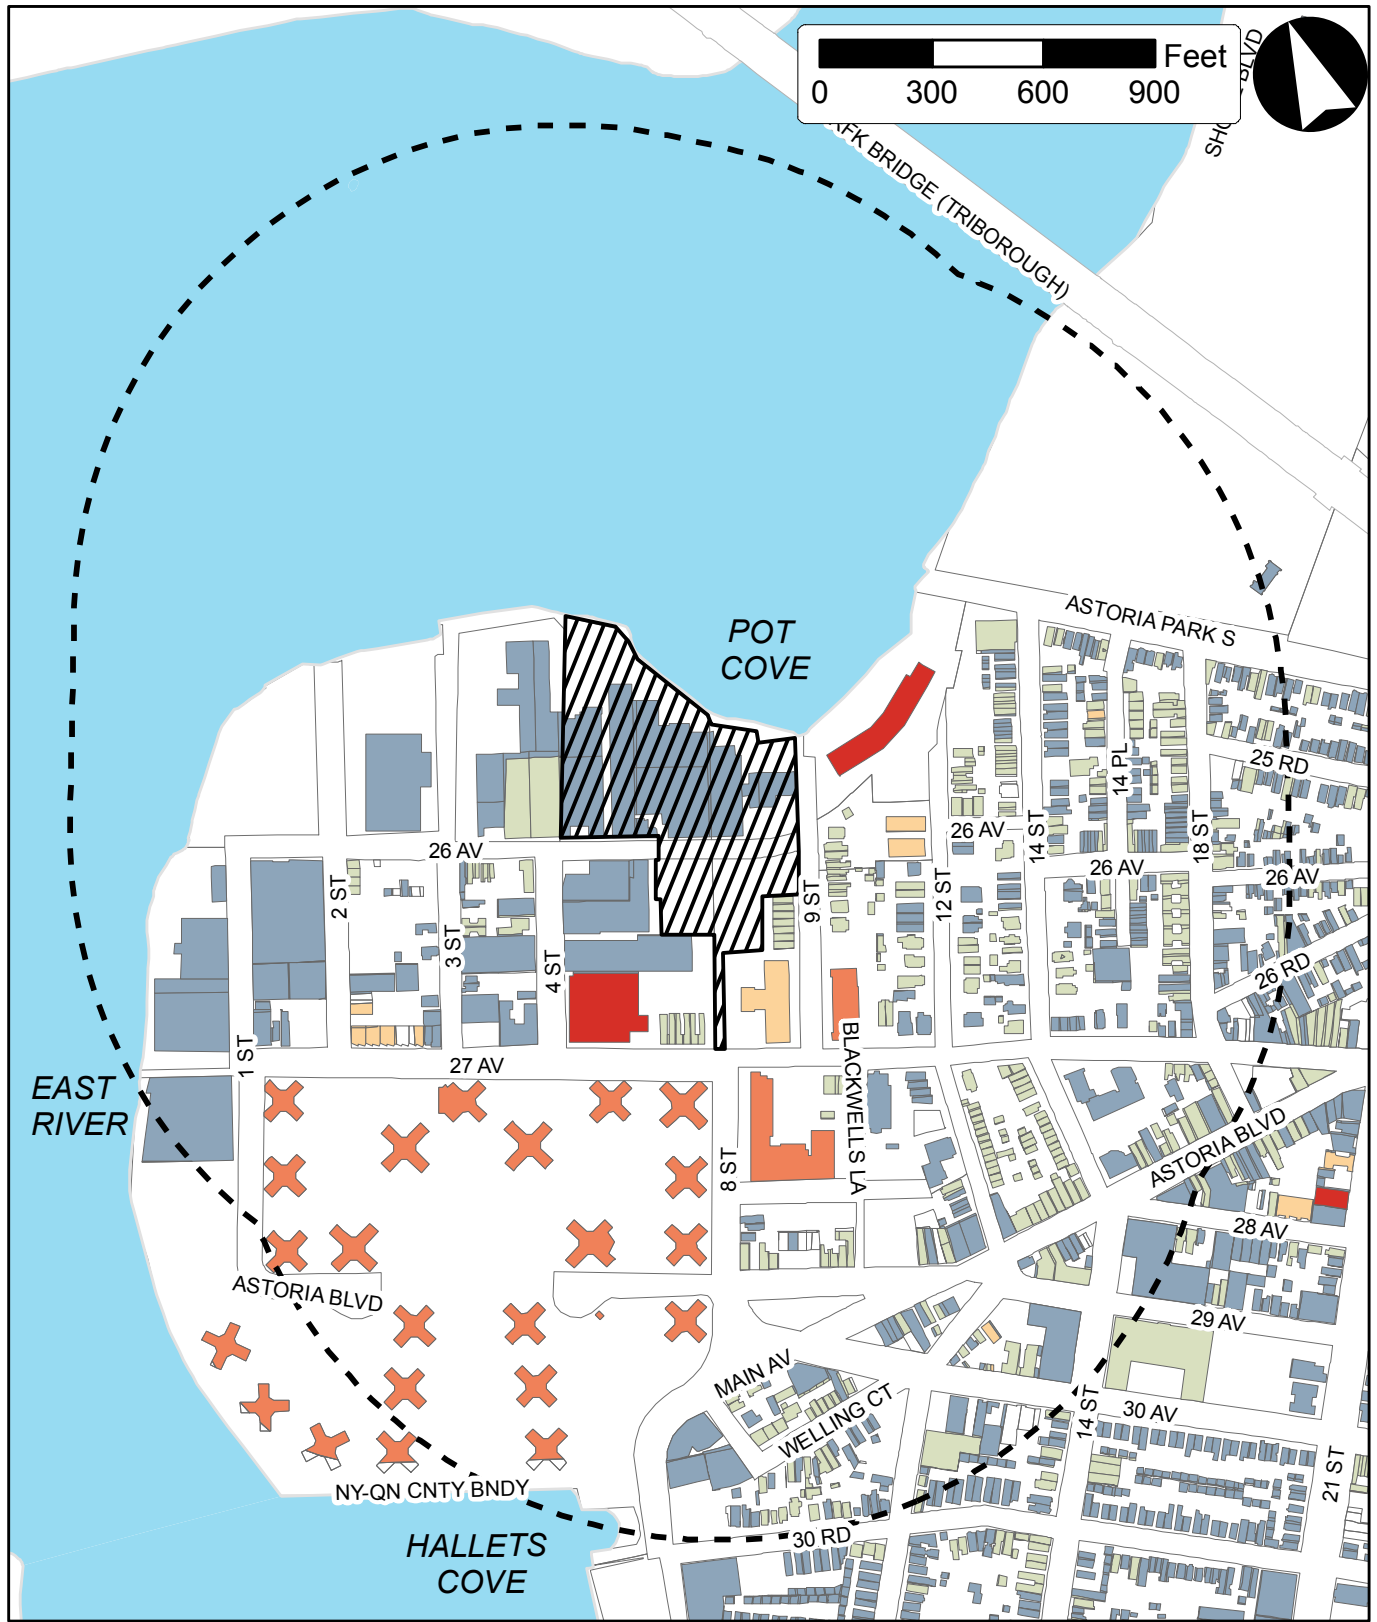 Feet
0 300 600 900
SHO BLVD
RFK BRIDGE (TRIBOROUGH)
POT
COVE
ASTORIA PARK S
25 RD
14 PL
14 ST
18 ST
26 AV
26 AV
26 AV
26 AV
2 ST
3 ST
4 ST
9 ST
12 ST
26 RD
1 ST
27 AV
BLACKWELLS LA
EAST
RIVER
8 ST
ASTORIA BLVD
28 AV
ASTORIA BLVD
29 AV
MAIN AV
WELLING CT
14 ST
30 AV
21 ST
NY-QN CNTY BNDY
30 RD
HALLETS
COVE